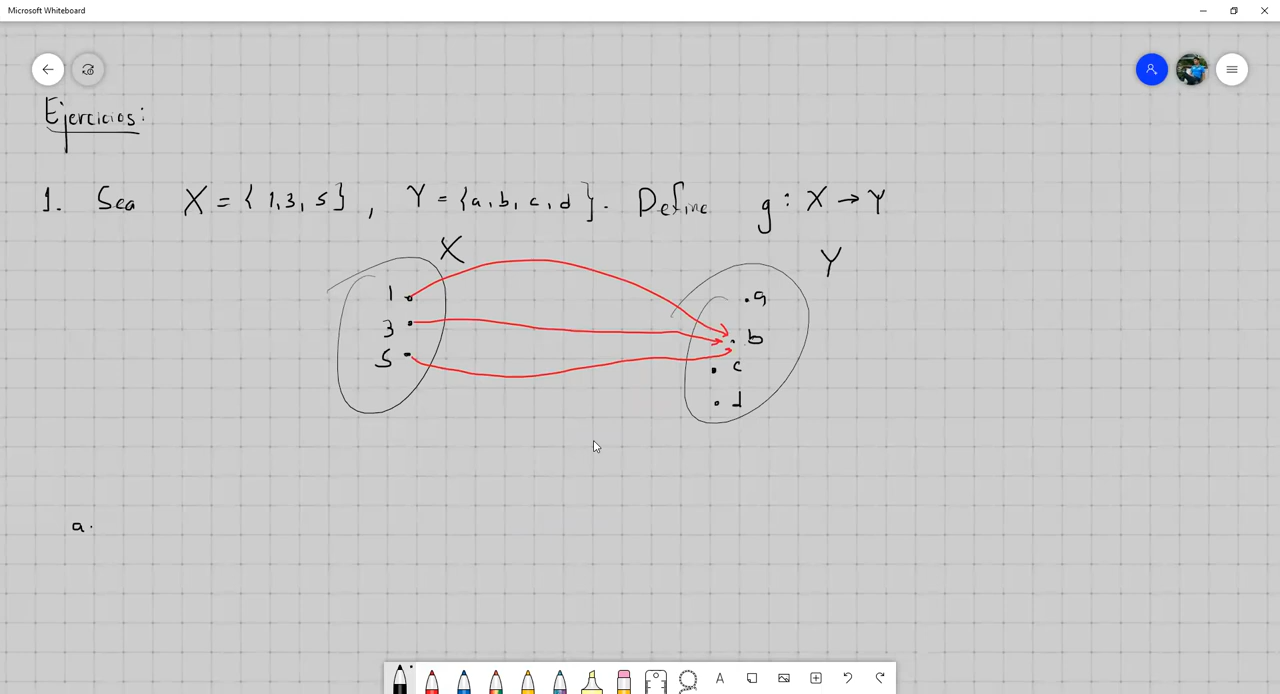 Microsoft Whiteboard
Ejercicios:
1. Sea X = { 1, 3, 5 } , Y = { a, b, c, d } . Define g : X → Y
X
Y
1
3
5
a
b
c
d
a.
A